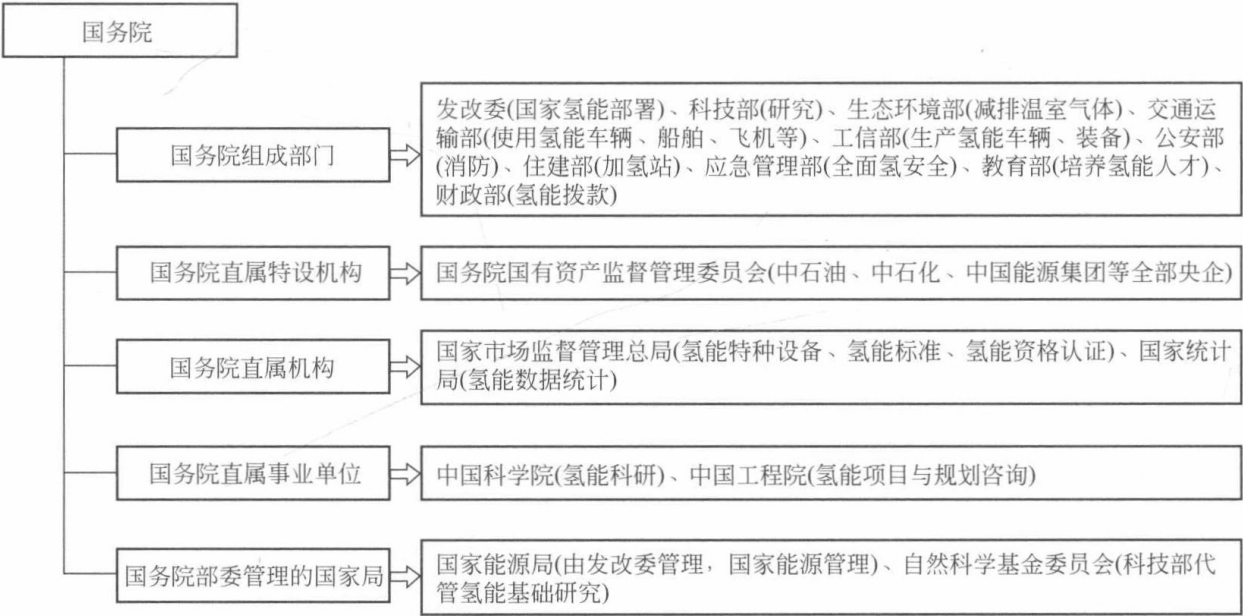 国务院
国务院组成部门
发改委(国家氢能部署)、科技部(研究)、生态环境部(减排温室气体)、交通运
输部(使用氢能车辆、船舶、飞机等)、工信部(生产氢能车辆、装备)、公安部
(消防)、住建部(加氢站)、应急管理部(全面氢安全)、教育部(培养氢能人才)、
财政部(氢能拨款)
国务院直属特设机构
国务院国有资产监督管理委员会(中石油、中石化、中国能源集团等全部央企)
国务院直属机构
国家市场监督管理总局(氢能特种设备、氢能标准、氢能资格认证)、国家统计
局(氢能数据统计)
国务院直属事业单位
中国科学院(氢能科研)、中国工程院(氢能项目与规划咨询)
国务院部委管理的国家局
国家能源局(由发改委管理，国家能源管理)、自然科学基金委员会(科技部代
管氢能基础研究)